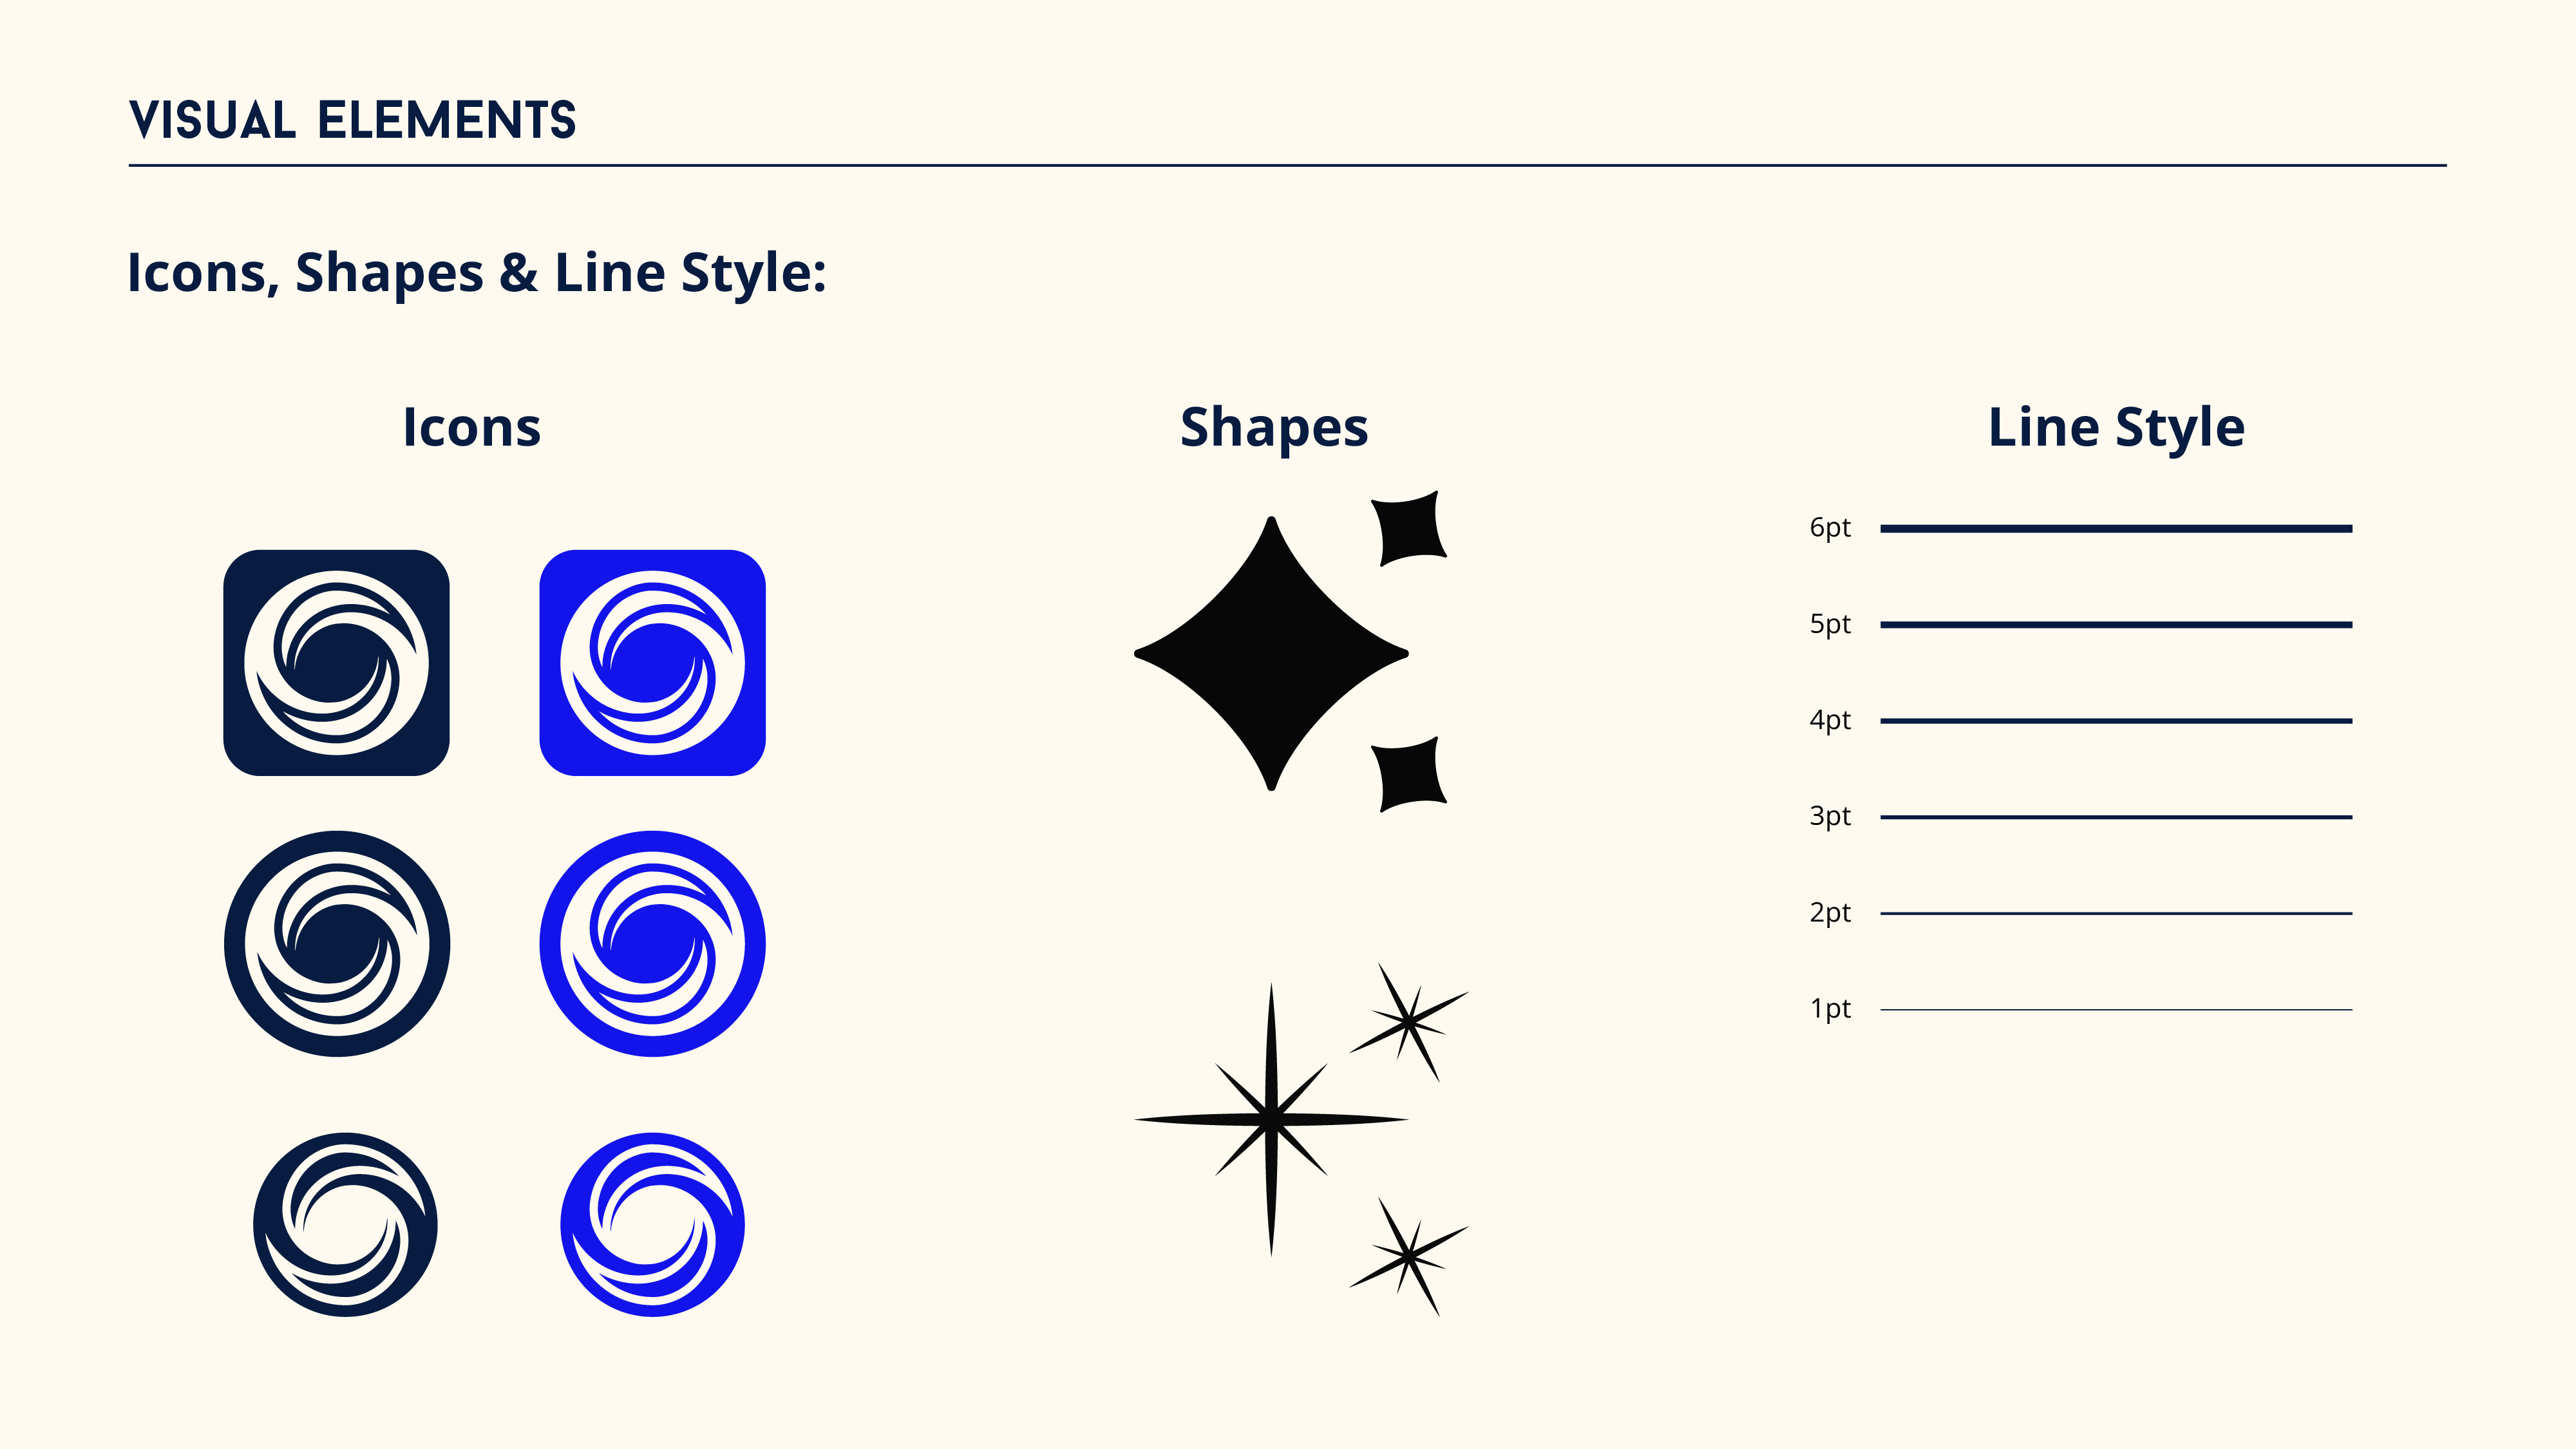 VISUAL ELEMENTS
Icons, Shapes & Line Style:
Icons
Shapes
Line Style
6pt
5pt
4pt
3pt
2pt
1pt